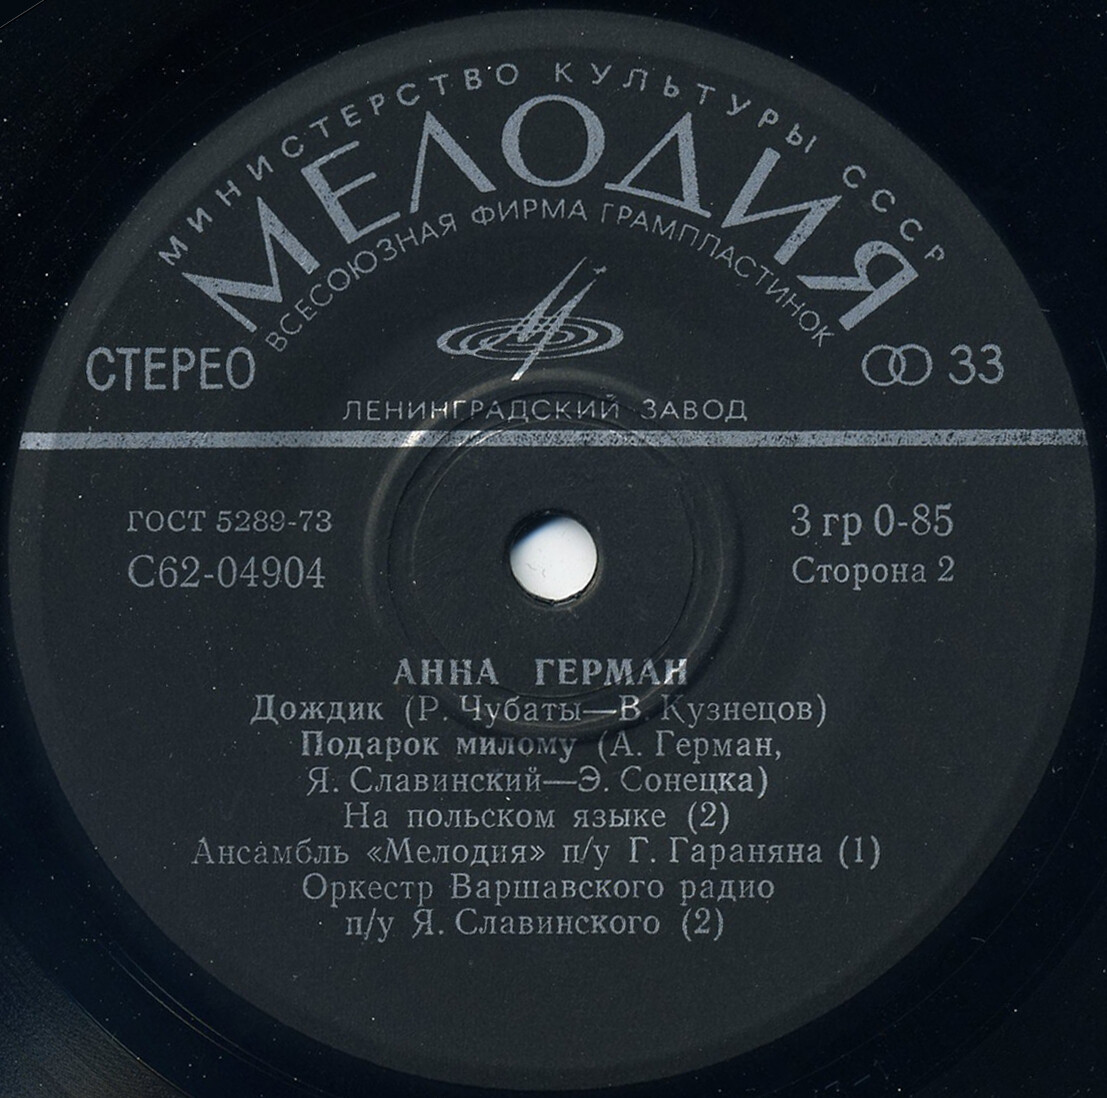 МИНИСТЕРСТВО КУЛЬТУРЫ СССР
МЕЛОДИЯ
ВСЕСОЮЗНАЯ ФИРМА ГРАМПЛАСТИНОК
СТЕРЕО
33
ЛЕНИНГРАДСКИЙ ЗАВОД
ГОСТ 5289-73
С62-04904
3 гр 0-85
Сторона 2
АННА ГЕРМАН
Дождик (Р. Чубаты—В. Кузнецов)
Подарок милому (А. Герман,
Я. Славинский—Э. Сонецка)
На польском языке (2)
Ансамбль «Мелодия» п/у Г. Гараняна (1)
Оркестр Варшавского радио
п/у Я. Славинского (2)